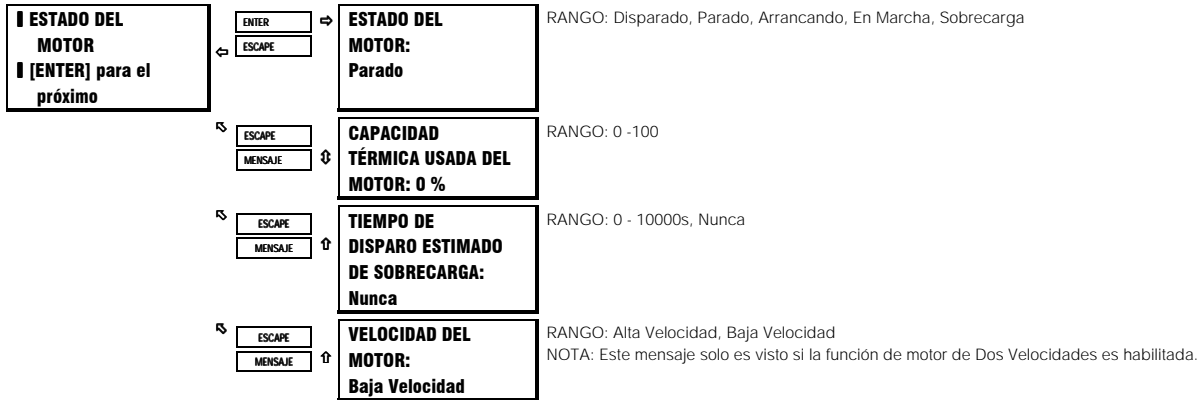 ▌ESTADO DEL
MOTOR
▌[ENTER] para el
próximo
ENTER
ESCAPE
ESTADO DEL
MOTOR:
Parado
RANGO: Disparado, Parado, Arrancando, En Marcha, Sobrecarga
ESCAPE
MENSAJE
CAPACIDAD
TÉRMICA USADA DEL
MOTOR: 0 %
RANGO: 0 -100
ESCAPE
MENSAJE
TIEMPO DE
DISPARO ESTIMADO
DE SOBRECARGA:
Nunca
RANGO: 0 - 10000s, Nunca
ESCAPE
MENSAJE
VELOCIDAD DEL
MOTOR:
Baja Velocidad
RANGO: Alta Velocidad, Baja Velocidad
NOTA: Este mensaje solo es visto si la función de motor de Dos Velocidades es habilitada.